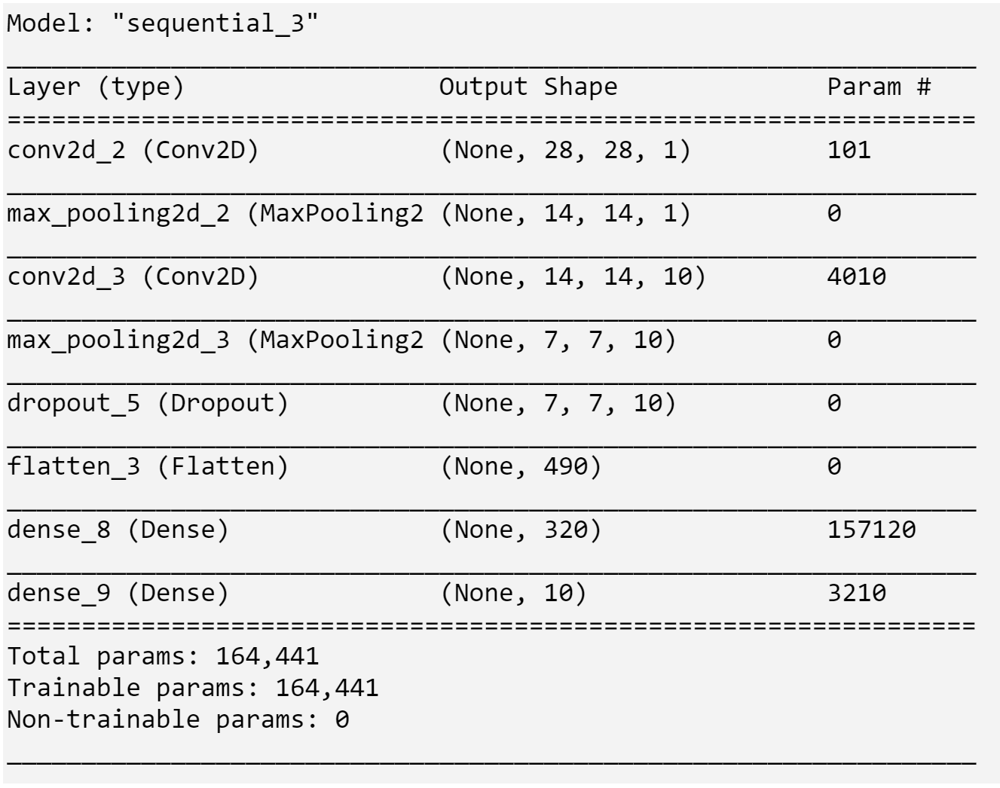 Model: "sequential_3"
_________________________________________________________________
Layer (type)                 Output Shape              Param #
=================================================================
conv2d_2 (Conv2D)            (None, 28, 28, 1)         101
_________________________________________________________________
max_pooling2d_2 (MaxPooling2 (None, 14, 14, 1)         0
_________________________________________________________________
conv2d_3 (Conv2D)            (None, 14, 14, 10)        4010
_________________________________________________________________
max_pooling2d_3 (MaxPooling2 (None, 7, 7, 10)          0
_________________________________________________________________
dropout_5 (Dropout)          (None, 7, 7, 10)          0
_________________________________________________________________
flatten_3 (Flatten)          (None, 490)               0
_________________________________________________________________
dense_8 (Dense)              (None, 320)               157120
_________________________________________________________________
dense_9 (Dense)              (None, 10)                3210
=================================================================
Total params: 164,441
Trainable params: 164,441
Non-trainable params: 0
_________________________________________________________________